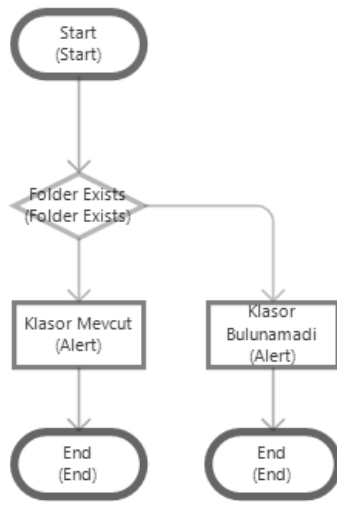 Start
(Start)
Folder Exists
(Folder Exists)
Klasor Mevcut
(Alert)
Klasor
Bulunamadi
(Alert)
End
(End)
End
(End)